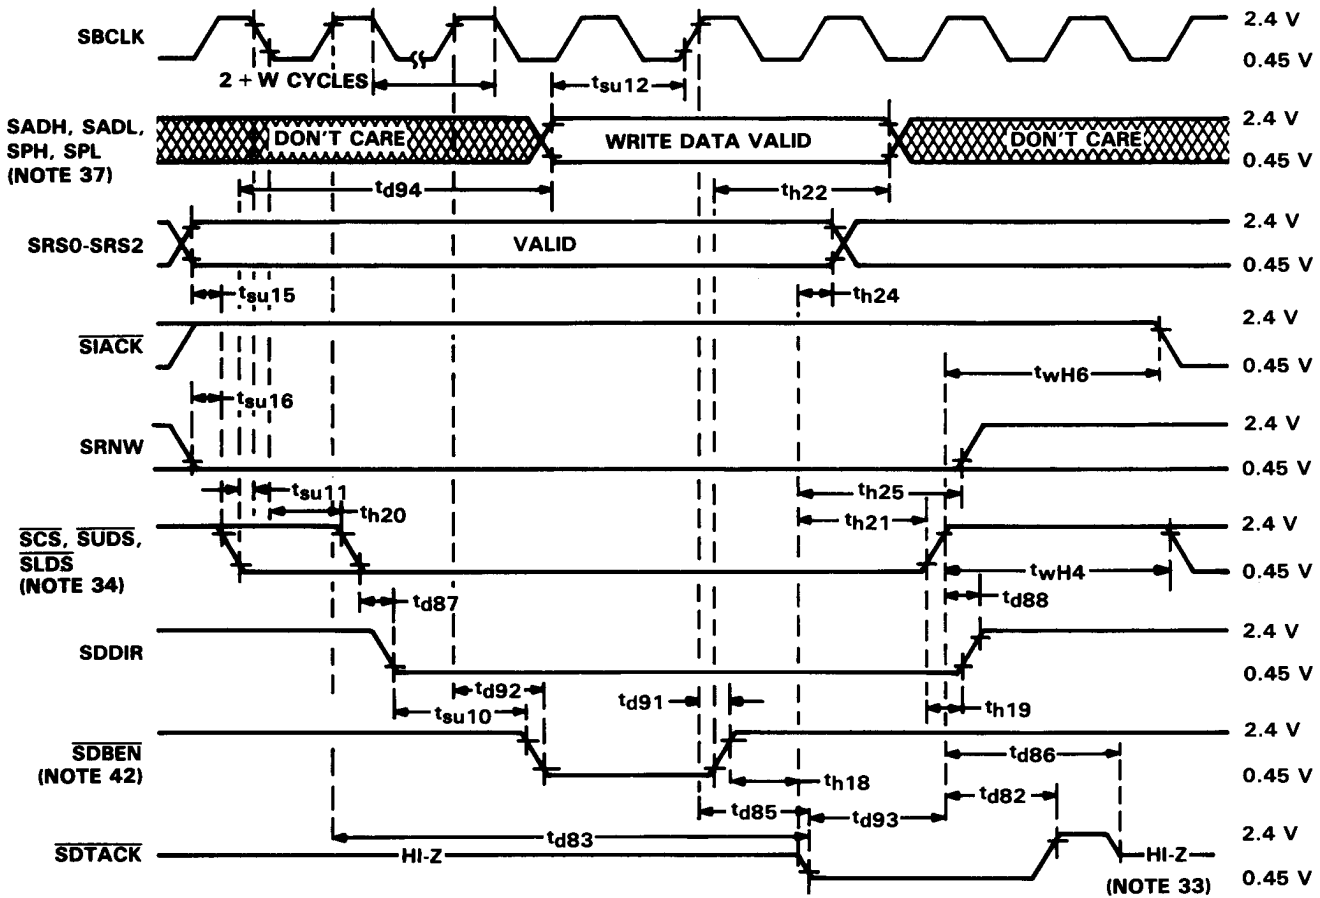 SBCLK
2.4 V
0.45 V
2 + W CYCLES
tsu12
SADH, SADL,
SPH, SPL
(NOTE 37)
DON'T CARE
WRITE DATA VALID
DON'T CARE
2.4 V
0.45 V
td94
th22
SRS0-SRS2
VALID
2.4 V
0.45 V
tsu15
th24
SIACK
2.4 V
0.45 V
twH6
tsu16
SRNW
2.4 V
0.45 V
tsu11
th25
th20
th21
SCS, SUDS,
SLDS
(NOTE 34)
2.4 V
0.45 V
twH4
td87
td88
SDDIR
2.4 V
0.45 V
td92
td91
tsu10
th19
SDBEN
(NOTE 42)
2.4 V
0.45 V
td86
th18
td82
td85
td93
td83
SDTACK
HI-Z
HI-Z
(NOTE 33)
2.4 V
0.45 V